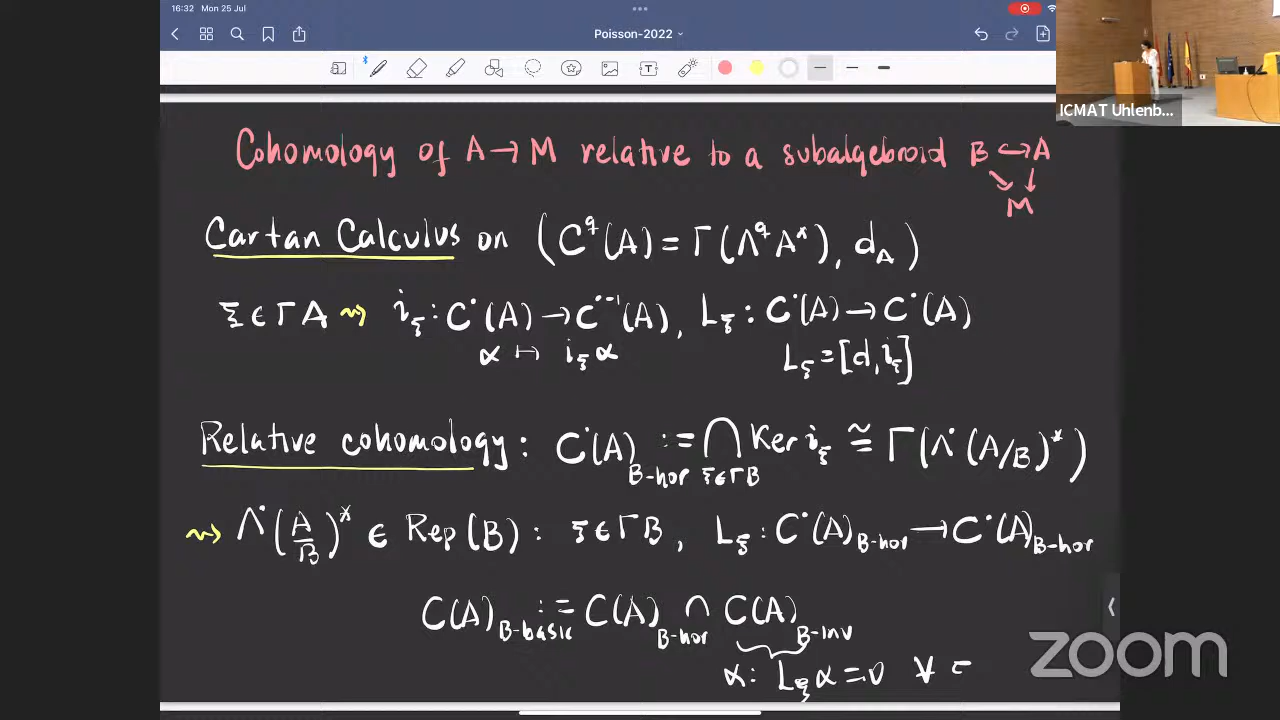 16:32 Mon 25 Jul
Poisson-2022
ICMAT Uhlenb...
Cohomology of A → M relative to a subalgebroid B ↪ A
↘ ↓
M
Cartan Calculus on (C^q(A) = Γ(Λ^q A^*), d_A)
ξ ∈ ΓA ⇝ i_ξ : C^•(A) → C^{•-1}(A), L_ξ : C^•(A) → C^•(A)
α ↦ i_ξ α L_ξ = [d, i_ξ]
Relative cohomology: C^•(A)_{B-hor} := ⋂_{ξ∈ΓB} Ker i_ξ ≅ Γ(Λ^•(A/B)^*)
⇝ Λ^•(A/B)^* ∈ Rep(B) : ξ ∈ ΓB, L_ξ : C^•(A)_{B-hor} → C^•(A)_{B-hor}
C(A)_{B-basic} := C(A)_{B-hor} ∩ C(A)_{B-inv}
α : L_ξ α = 0 ∀
zoom